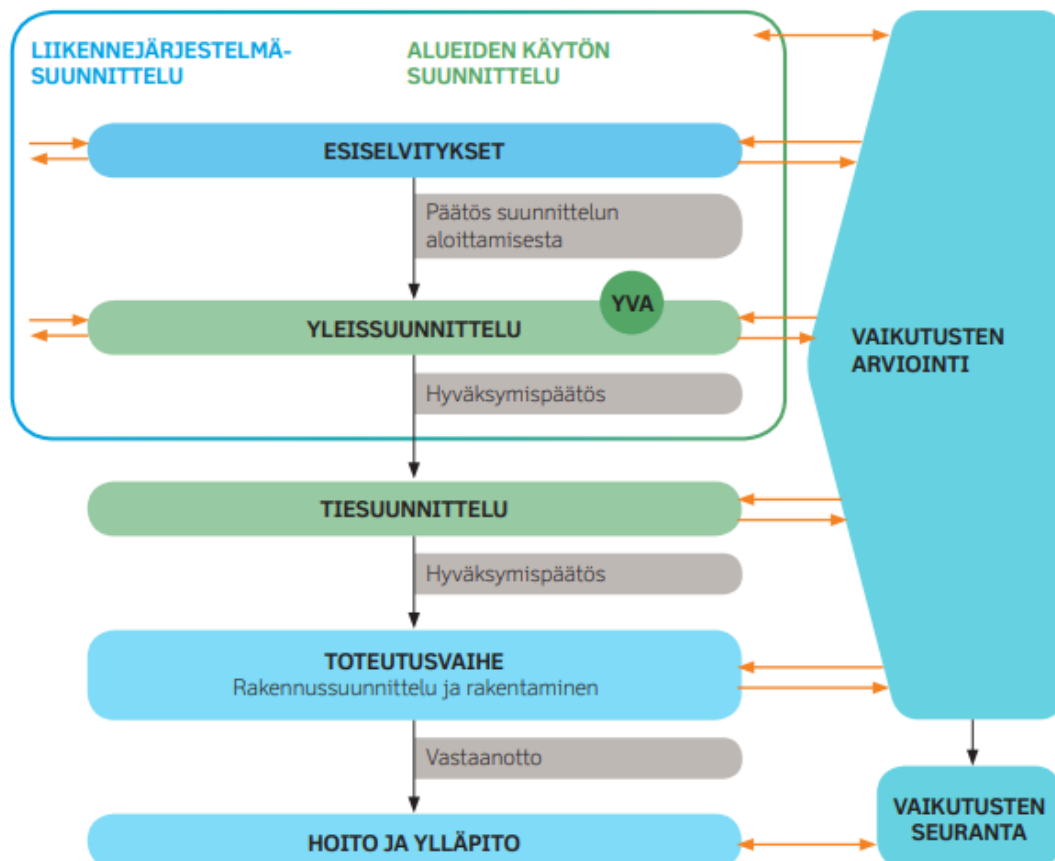 LIIKENNEJÄRJESTELMÄ-
SUUNNITTELU
ALUEIDEN KÄYTÖN
SUUNNITTELU
ESISELVITYKSET
Päätös suunnittelun
aloittamisesta
YVA
YLEISSUUNNITTELU
VAIKUTUSTEN
ARVIOINTI
Hyväksymispäätös
TIESUUNNITTELU
Hyväksymispäätös
TOTEUTUSVAIHE
Rakennussuunnittelu ja rakentaminen
Vastaanotto
HOITO JA YLLÄPITO
VAIKUTUSTEN
SEURANTA